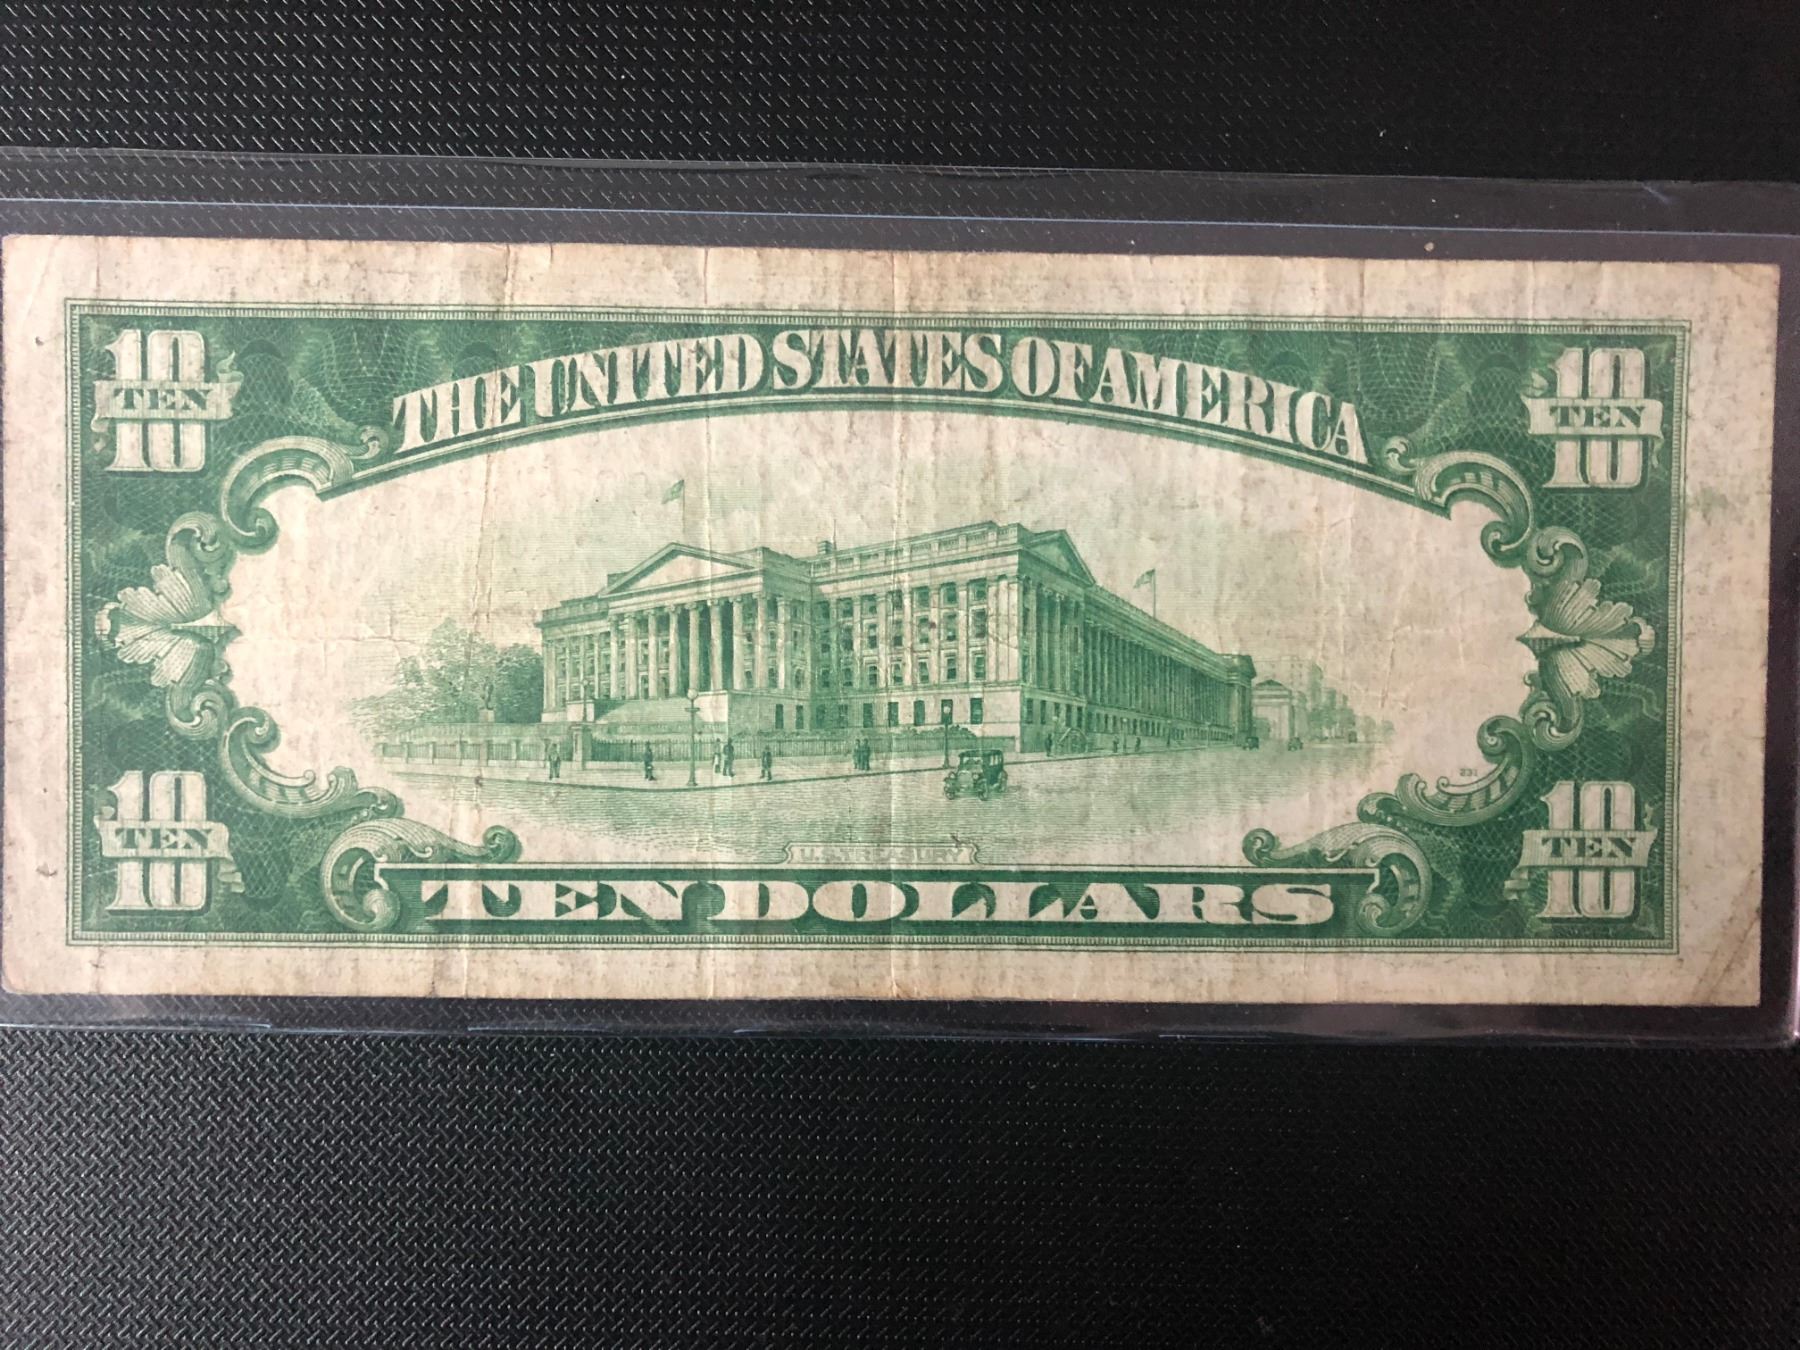 10 TEN 10
THE UNITED STATES OF AMERICA
10 TEN 10
231
10 TEN 10
U.S. TREASURY
TEN DOLLARS
10 TEN 10